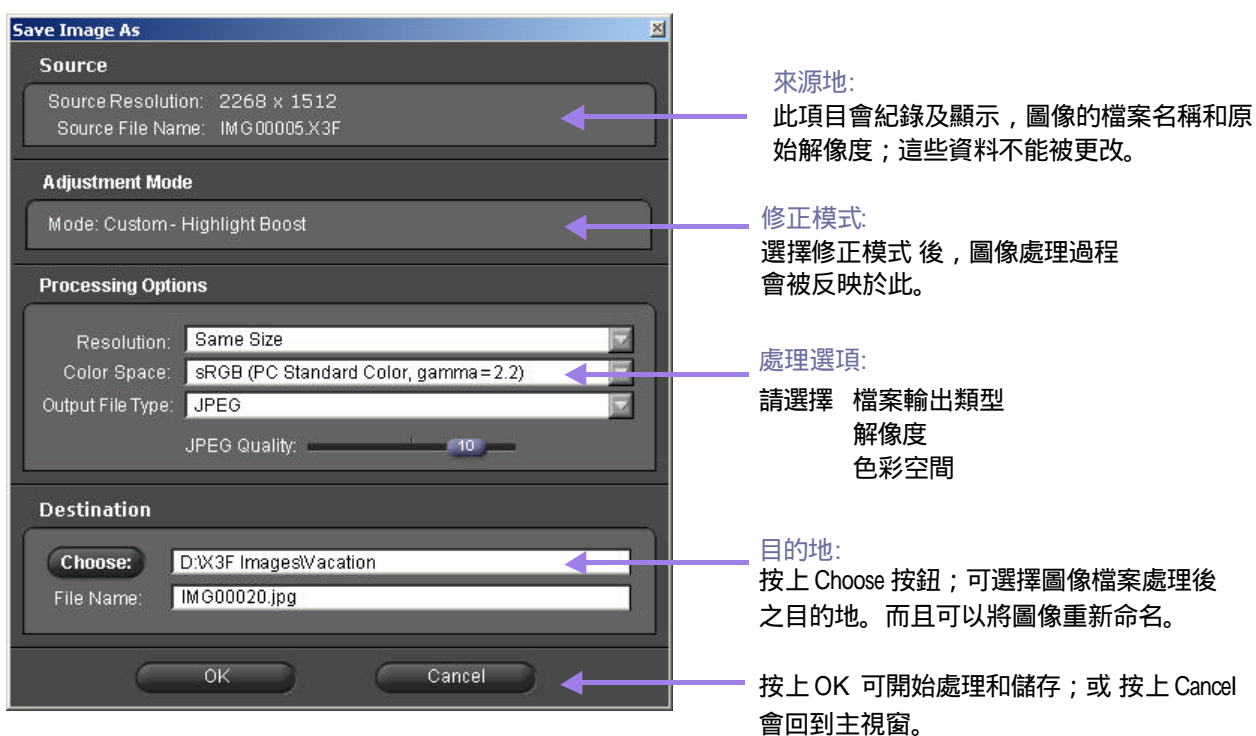 Save Image As
Source
Source Resolution: 2268 x 1512
Source File Name: IMG00005.X3F
Adjustment Mode
Mode: Custom - Highlight Boost
Processing Options
Resolution: Same Size
Color Space: sRGB (PC Standard Color, gamma=2.2)
Output File Type: JPEG
JPEG Quality: 10
Destination
Choose: D:\X3F Images\Vacation
File Name: IMG00020.jpg
OK Cancel
來源地:
此項目會紀錄及顯示，圖像的檔案名稱和原
始解像度；這些資料不能被更改。
修正模式:
選擇修正模式 後，圖像處理過程
會被反映於此。
處理選項:
請選擇 檔案輸出類型
解像度
色彩空間
目的地:
按上 Choose 按鈕；可選擇圖像檔案處理後
之目的地。而且可以將圖像重新命名。
按上 OK 可開始處理和儲存；或 按上 Cancel
會回到主視窗。